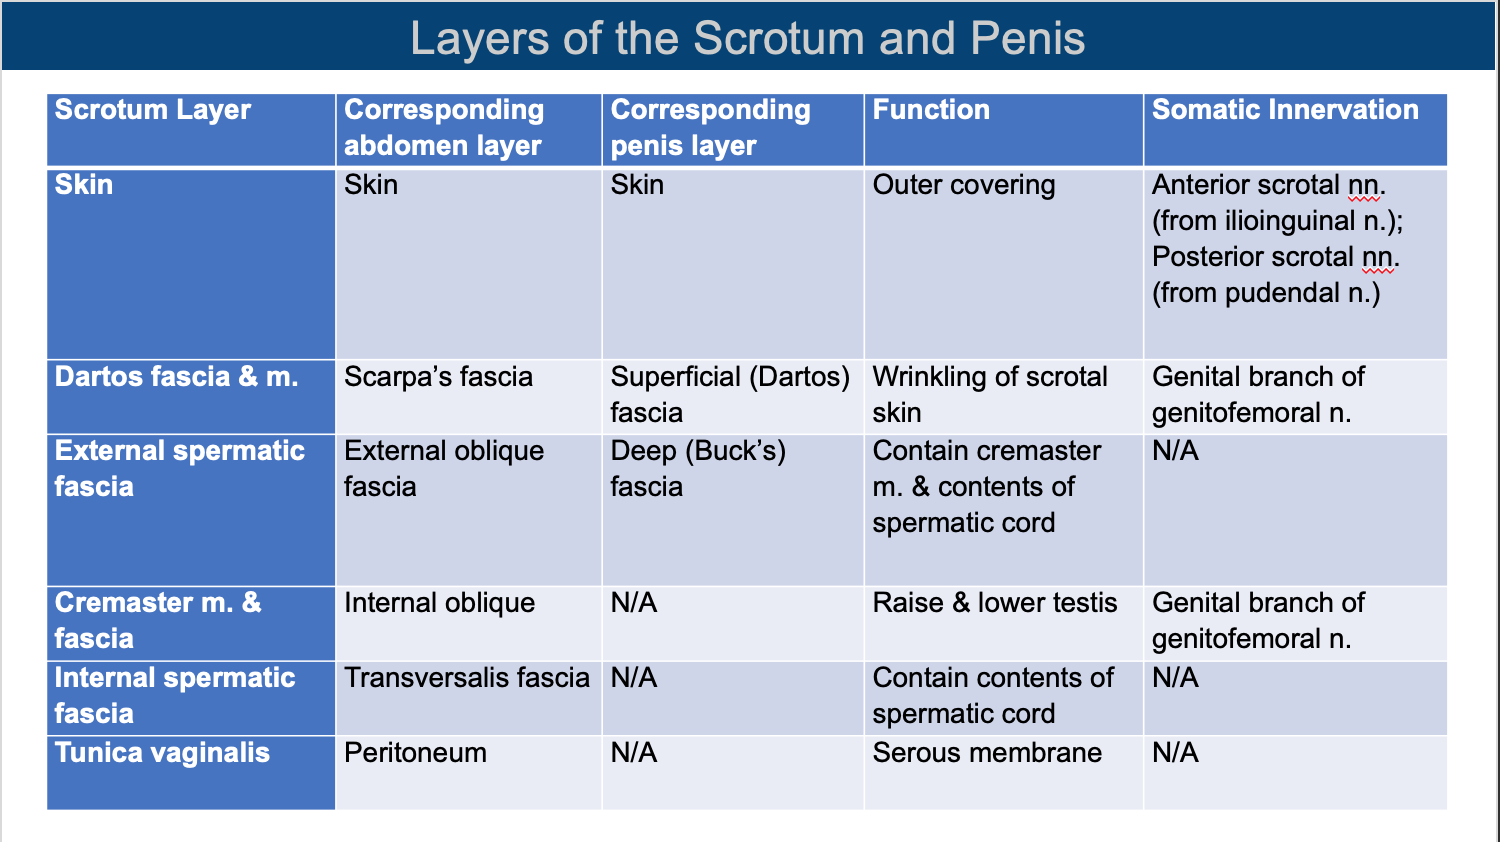 Layers of the Scrotum and Penis
Scrotum Layer
Corresponding
abdomen layer
Corresponding
penis layer
Function
Somatic Innervation
Skin
Skin
Skin
Outer covering
Anterior scrotal nn.
(from ilioinguinal n.);
Posterior scrotal nn.
(from pudendal n.)
Dartos fascia & m.
Scarpa’s fascia
Superficial (Dartos)
fascia
Wrinkling of scrotal
skin
Genital branch of
genitofemoral n.
External spermatic
fascia
External oblique
fascia
Deep (Buck’s)
fascia
Contain cremaster
m. & contents of
spermatic cord
N/A
Cremaster m. &
fascia
Internal oblique
N/A
Raise & lower testis
Genital branch of
genitofemoral n.
Internal spermatic
fascia
Transversalis fascia
N/A
Contain contents of
spermatic cord
N/A
Tunica vaginalis
Peritoneum
N/A
Serous membrane
N/A